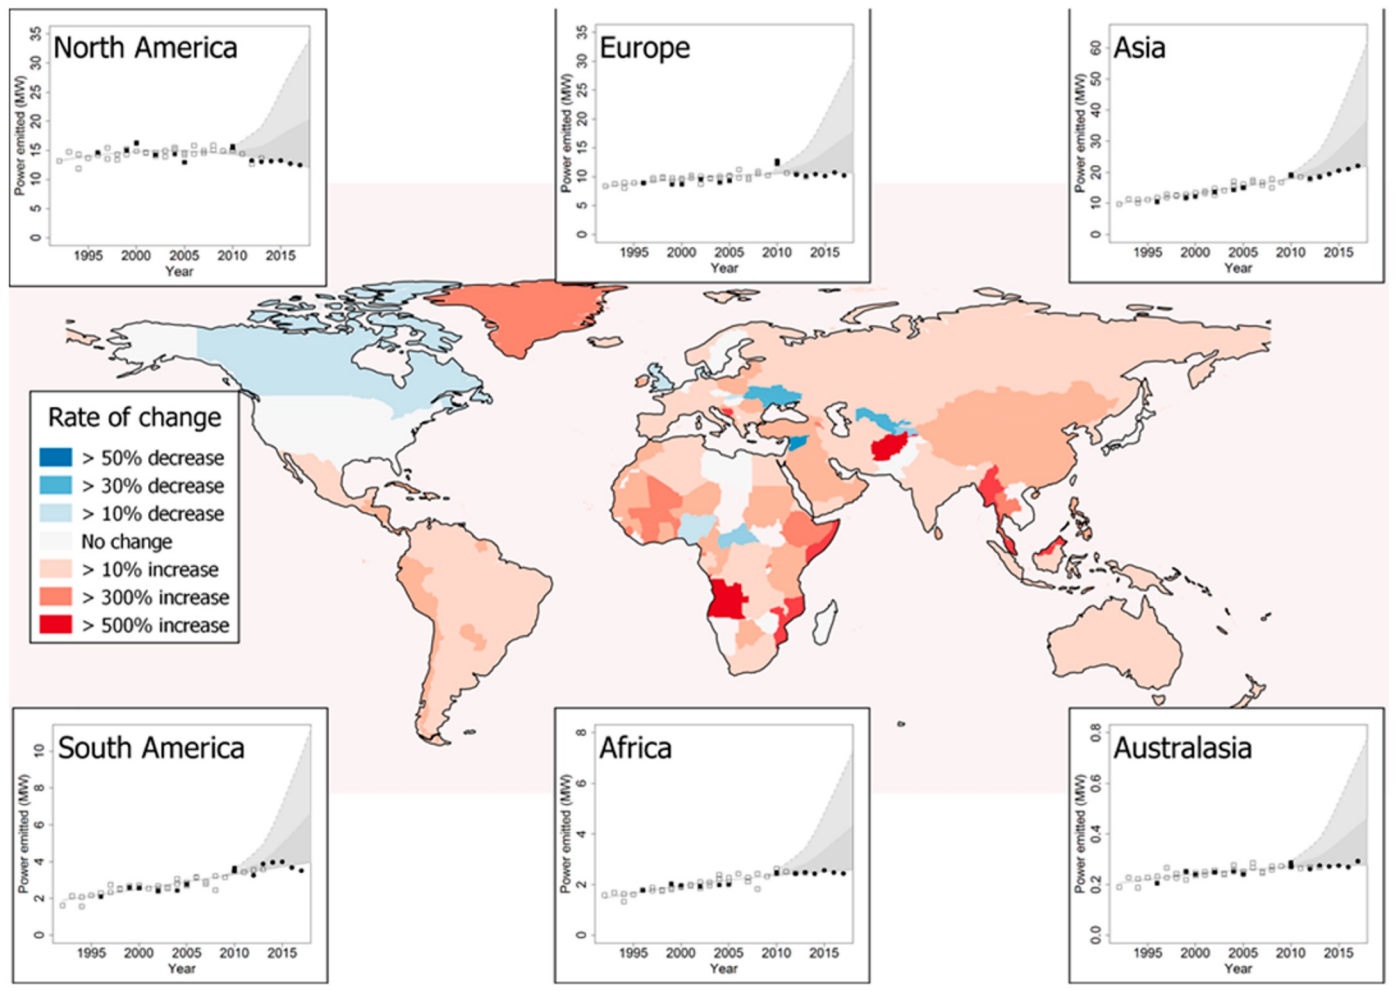 North America
Power emitted (MW)
35
30
25
20
15
10
5
0
1995 2000 2005 2010 2015
Year
Europe
Power emitted (MW)
35
30
25
20
15
10
5
0
1995 2000 2005 2010 2015
Year
Asia
Power emitted (MW)
60
50
40
30
20
10
0
1995 2000 2005 2010 2015
Year
Rate of change
> 50% decrease
> 30% decrease
> 10% decrease
No change
> 10% increase
> 300% increase
> 500% increase
South America
Power emitted (MW)
10
8
6
4
2
0
1995 2000 2005 2010 2015
Year
Africa
Power emitted (MW)
8
6
4
2
0
1995 2000 2005 2010 2015
Year
Australasia
Power emitted (MW)
0.8
0.6
0.4
0.2
0.0
1995 2000 2005 2010 2015
Year